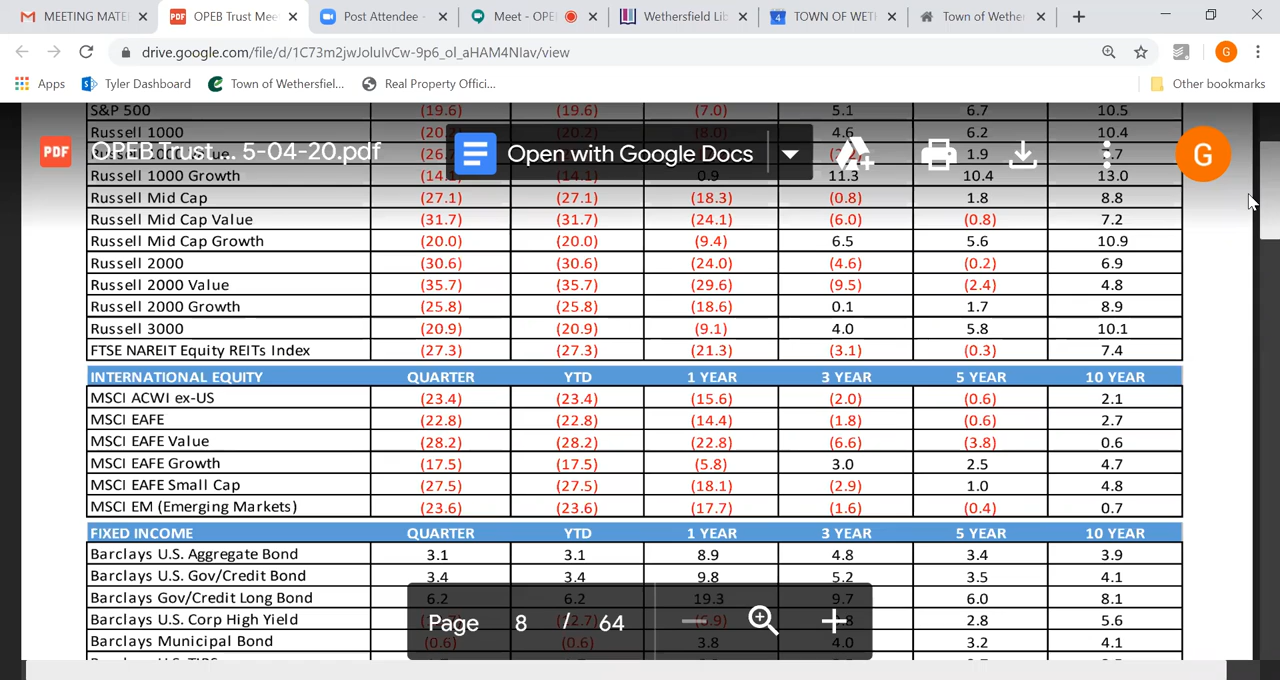 MEETING MATE
OPEB Trust Mee
Post Attendee -
Meet - OPE
Wethersfield Lib
TOWN OF WET
Town of Wether
drive.google.com/file/d/1C73m2jwJoluIvCw-9p6_ol_aHAM4NIav/view
G
Apps
Tyler Dashboard
Town of Wethersfiel...
Real Property Offici...
Other bookmarks
S&P 500 (19.6) (19.6) (7.0) 5.1 6.7 10.5
Russell 1000 (20.2) (20.2) (8.0) 4.6 6.2 10.4
PDF OPEB Trust ... 5-04-20.pdf Open with Google Docs G
1.9
Russell 1000 Growth (14.1) (14.1) 0.9 11.3 10.4 13.0
Russell Mid Cap (27.1) (27.1) (18.3) (0.8) 1.8 8.8
Russell Mid Cap Value (31.7) (31.7) (24.1) (6.0) (0.8) 7.2
Russell Mid Cap Growth (20.0) (20.0) (9.4) 6.5 5.6 10.9
Russell 2000 (30.6) (30.6) (24.0) (4.6) (0.2) 6.9
Russell 2000 Value (35.7) (35.7) (29.6) (9.5) (2.4) 4.8
Russell 2000 Growth (25.8) (25.8) (18.6) 0.1 1.7 8.9
Russell 3000 (20.9) (20.9) (9.1) 4.0 5.8 10.1
FTSE NAREIT Equity REITs Index (27.3) (27.3) (21.3) (3.1) (0.3) 7.4
INTERNATIONAL EQUITY QUARTER YTD 1 YEAR 3 YEAR 5 YEAR 10 YEAR
MSCI ACWI ex-US (23.4) (23.4) (15.6) (2.0) (0.6) 2.1
MSCI EAFE (22.8) (22.8) (14.4) (1.8) (0.6) 2.7
MSCI EAFE Value (28.2) (28.2) (22.8) (6.6) (3.8) 0.6
MSCI EAFE Growth (17.5) (17.5) (5.8) 3.0 2.5 4.7
MSCI EAFE Small Cap (27.5) (27.5) (18.1) (2.9) 1.0 4.8
MSCI EM (Emerging Markets) (23.6) (23.6) (17.7) (1.6) (0.4) 0.7
FIXED INCOME QUARTER YTD 1 YEAR 3 YEAR 5 YEAR 10 YEAR
Barclays U.S. Aggregate Bond 3.1 3.1 8.9 4.8 3.4 3.9
Barclays U.S. Gov/Credit Bond 3.4 3.4 9.8 5.2 3.5 4.1
Barclays Gov/Credit Long Bond 6.2 6.2 19.3 9.7 6.0 8.1
Barclays U.S. Corp High Yield 2.8 5.6
Page 8 / 64
Barclays Municipal Bond (0.6) (0.6) 3.8 4.0 3.2 4.1